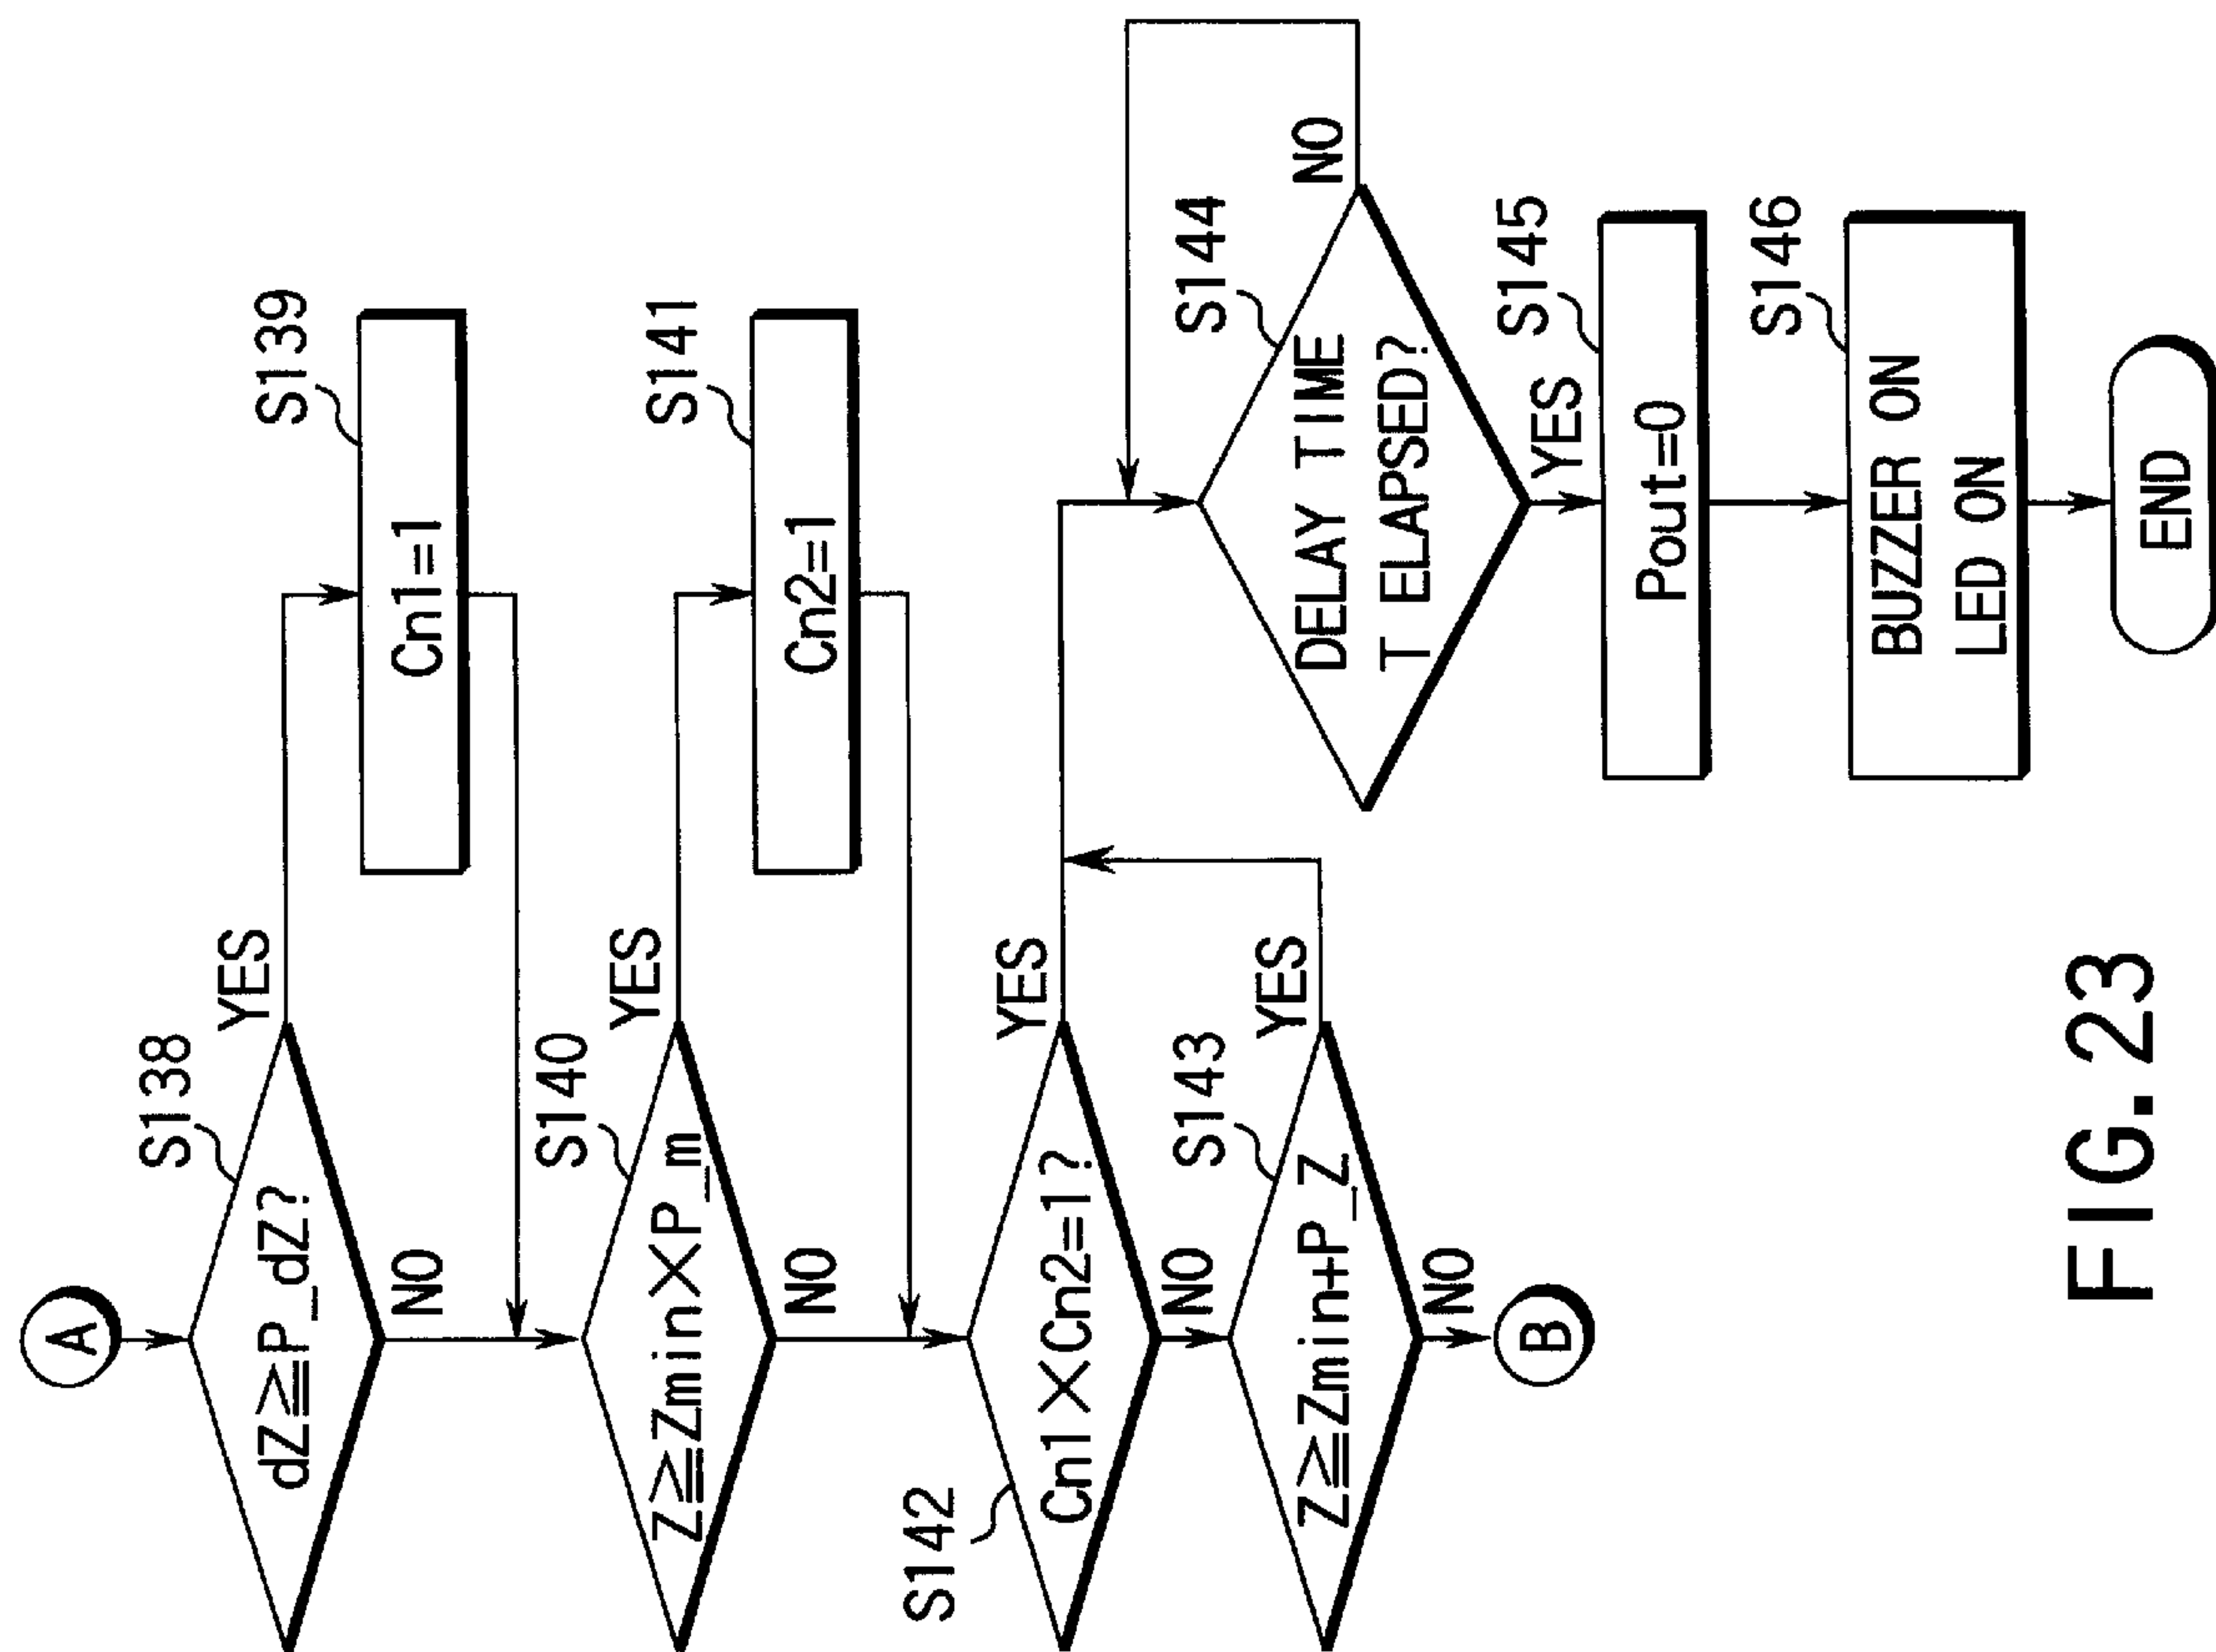 A
S138
dZ≧P_dZ?
YES
NO
S139
Cn1=1
S140
Z≧Zmin×P_m
YES
NO
S141
Cn2=1
S142
Cn1×Cn2=1?
YES
NO
S143
Z≧Zmin+P_Z
YES
NO
B
S144
DELAY TIME
T ELAPSED?
NO
YES
S145
Pout=0
S146
BUZZER ON
LED ON
END
FIG. 23